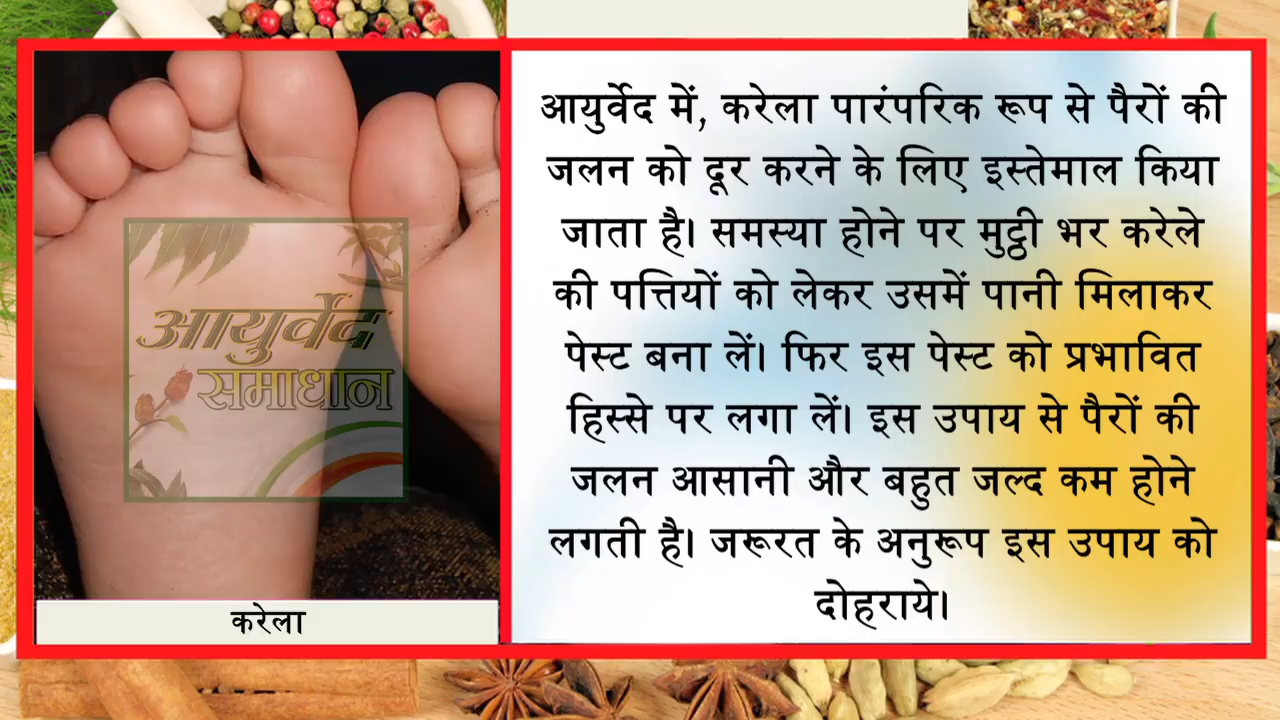 आयुर्वेद में, करेला पारंपरिक रूप से पैरों की
जलन को दूर करने के लिए इस्तेमाल किया
जाता है। समस्या होने पर मुट्ठी भर करेले
की पत्तियों को लेकर उसमें पानी मिलाकर
पेस्ट बना लें। फिर इस पेस्ट को प्रभावित
हिस्से पर लगा लें। इस उपाय से पैरों की
जलन आसानी और बहुत जल्द कम होने
लगती है। जरूरत के अनुरूप इस उपाय को
दोहराये।
आयुर्वेद
समाधान
करेला